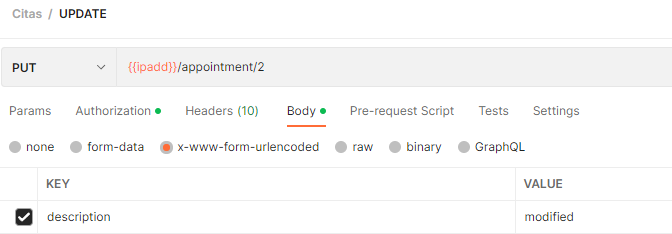 Citas / UPDATE
PUT {{ipadd}}/appointment/2
Params Authorization Headers (10) Body Pre-request Script Tests Settings
none form-data x-www-form-urlencoded raw binary GraphQL
KEY VALUE
description modified